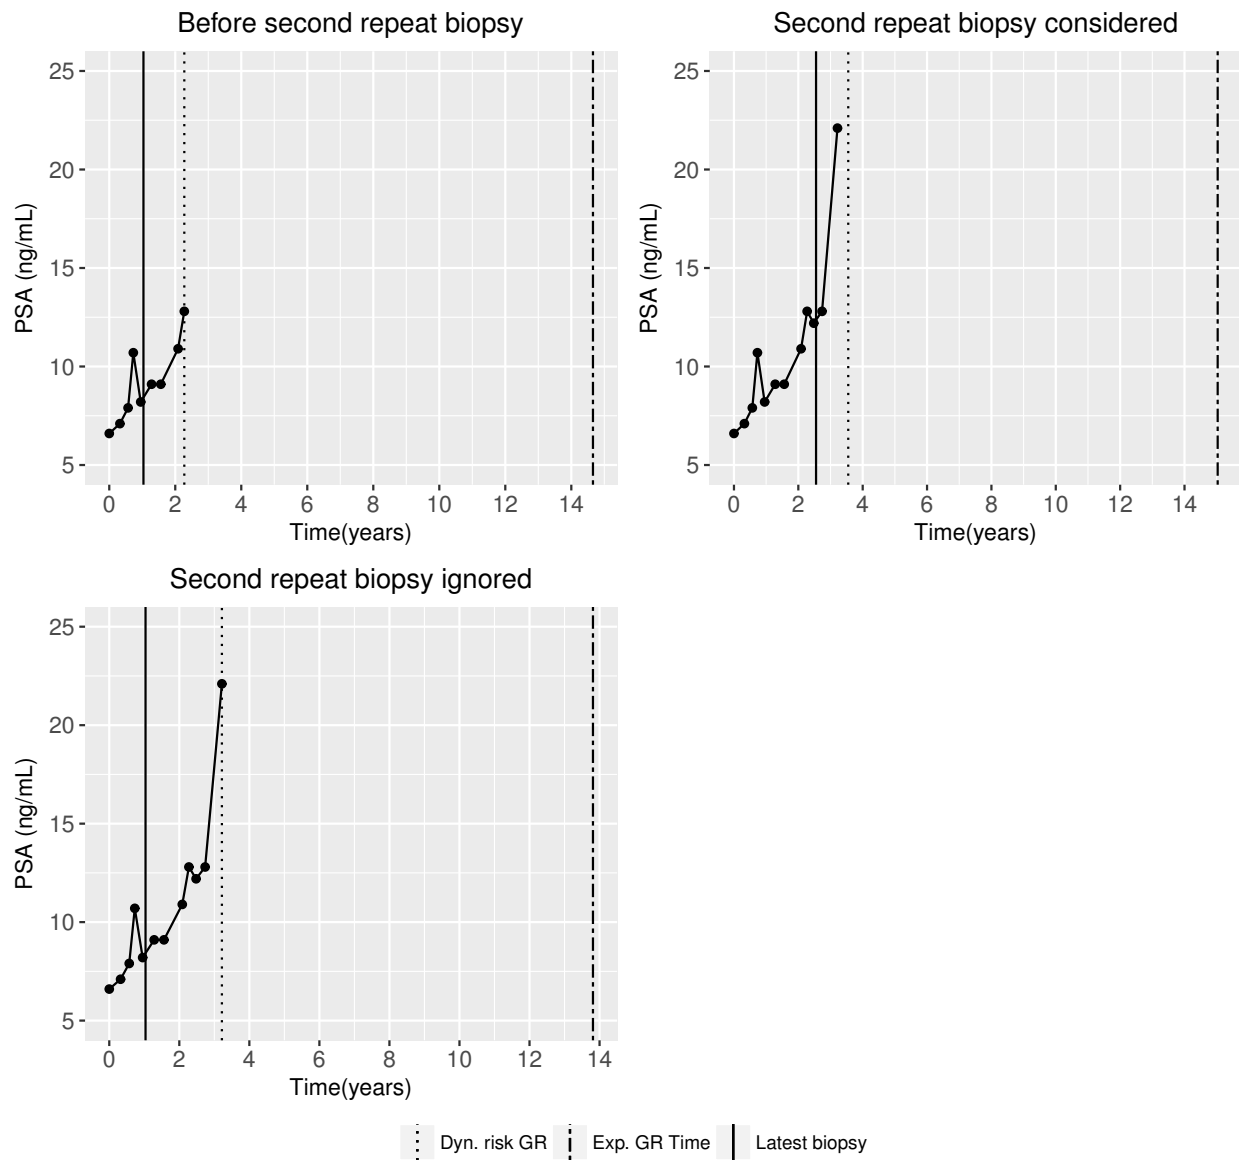 Before second repeat biopsy
25
20
15
10
5
PSA (ng/mL)
0 2 4 6 8 10 12 14
Time(years)
Second repeat biopsy considered
25
20
15
10
5
PSA (ng/mL)
0 2 4 6 8 10 12 14
Time(years)
Second repeat biopsy ignored
25
20
15
10
5
PSA (ng/mL)
0 2 4 6 8 10 12 14
Time(years)
Dyn. risk GR Exp. GR Time Latest biopsy